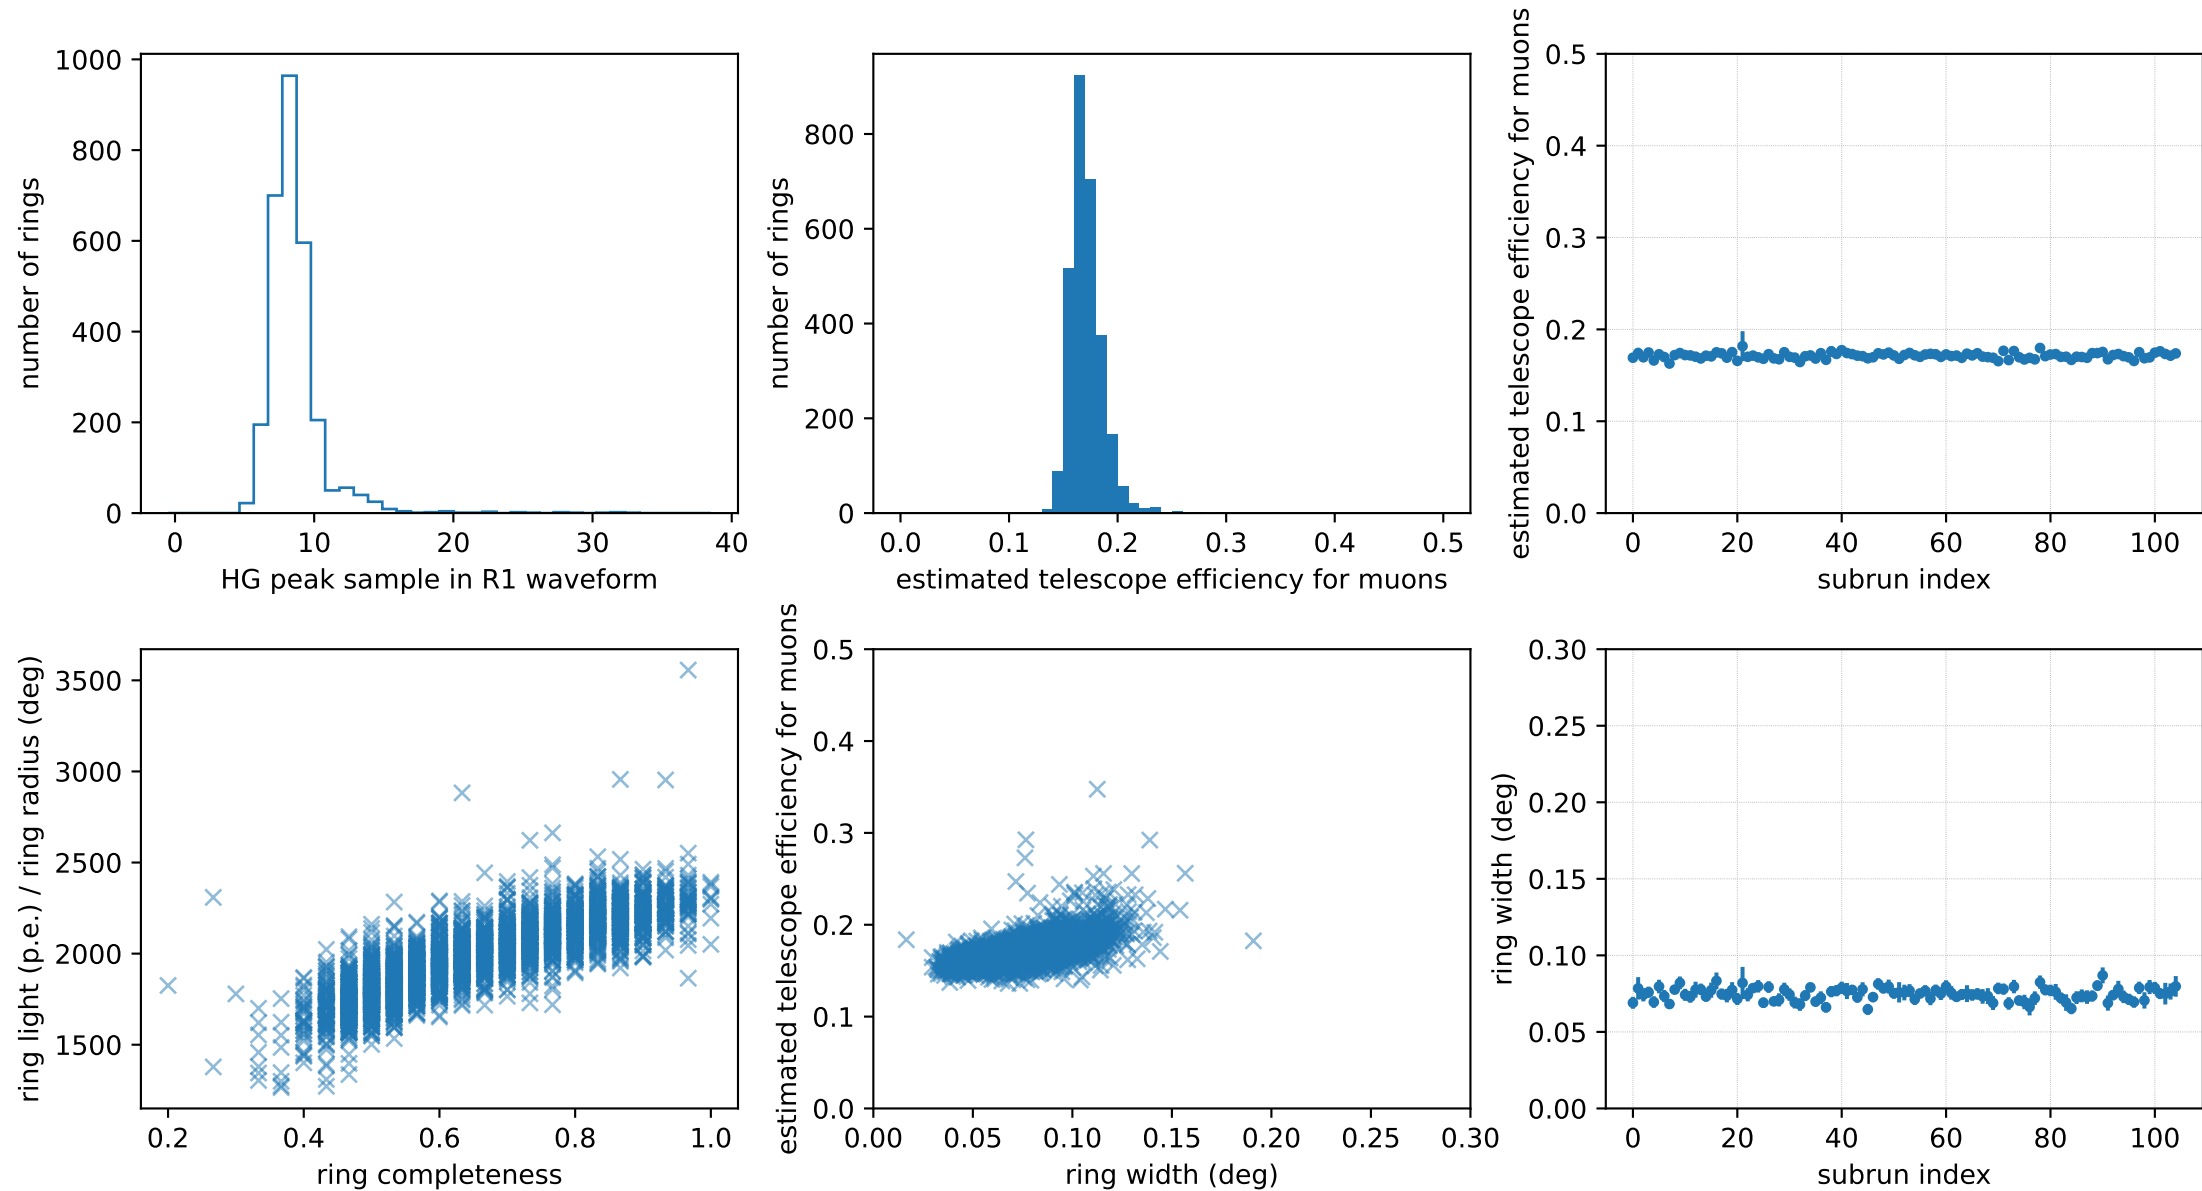 1000
800
600
400
200
0
number of rings
0 10 20 30 40
HG peak sample in R1 waveform
800
600
400
200
0
number of rings
0.0 0.1 0.2 0.3 0.4 0.5
estimated telescope efficiency for muons
0.5
0.4
0.3
0.2
0.1
0.0
estimated telescope efficiency for muons
0 20 40 60 80 100
subrun index
3500
3000
2500
2000
1500
ring light (p.e.) / ring radius (deg)
0.2 0.4 0.6 0.8 1.0
ring completeness
0.5
0.4
0.3
0.2
0.1
0.0
estimated telescope efficiency for muons
0.00 0.05 0.10 0.15 0.20 0.25 0.30
ring width (deg)
0.30
0.25
0.20
0.15
0.10
0.05
0.00
ring width (deg)
0 20 40 60 80 100
subrun index